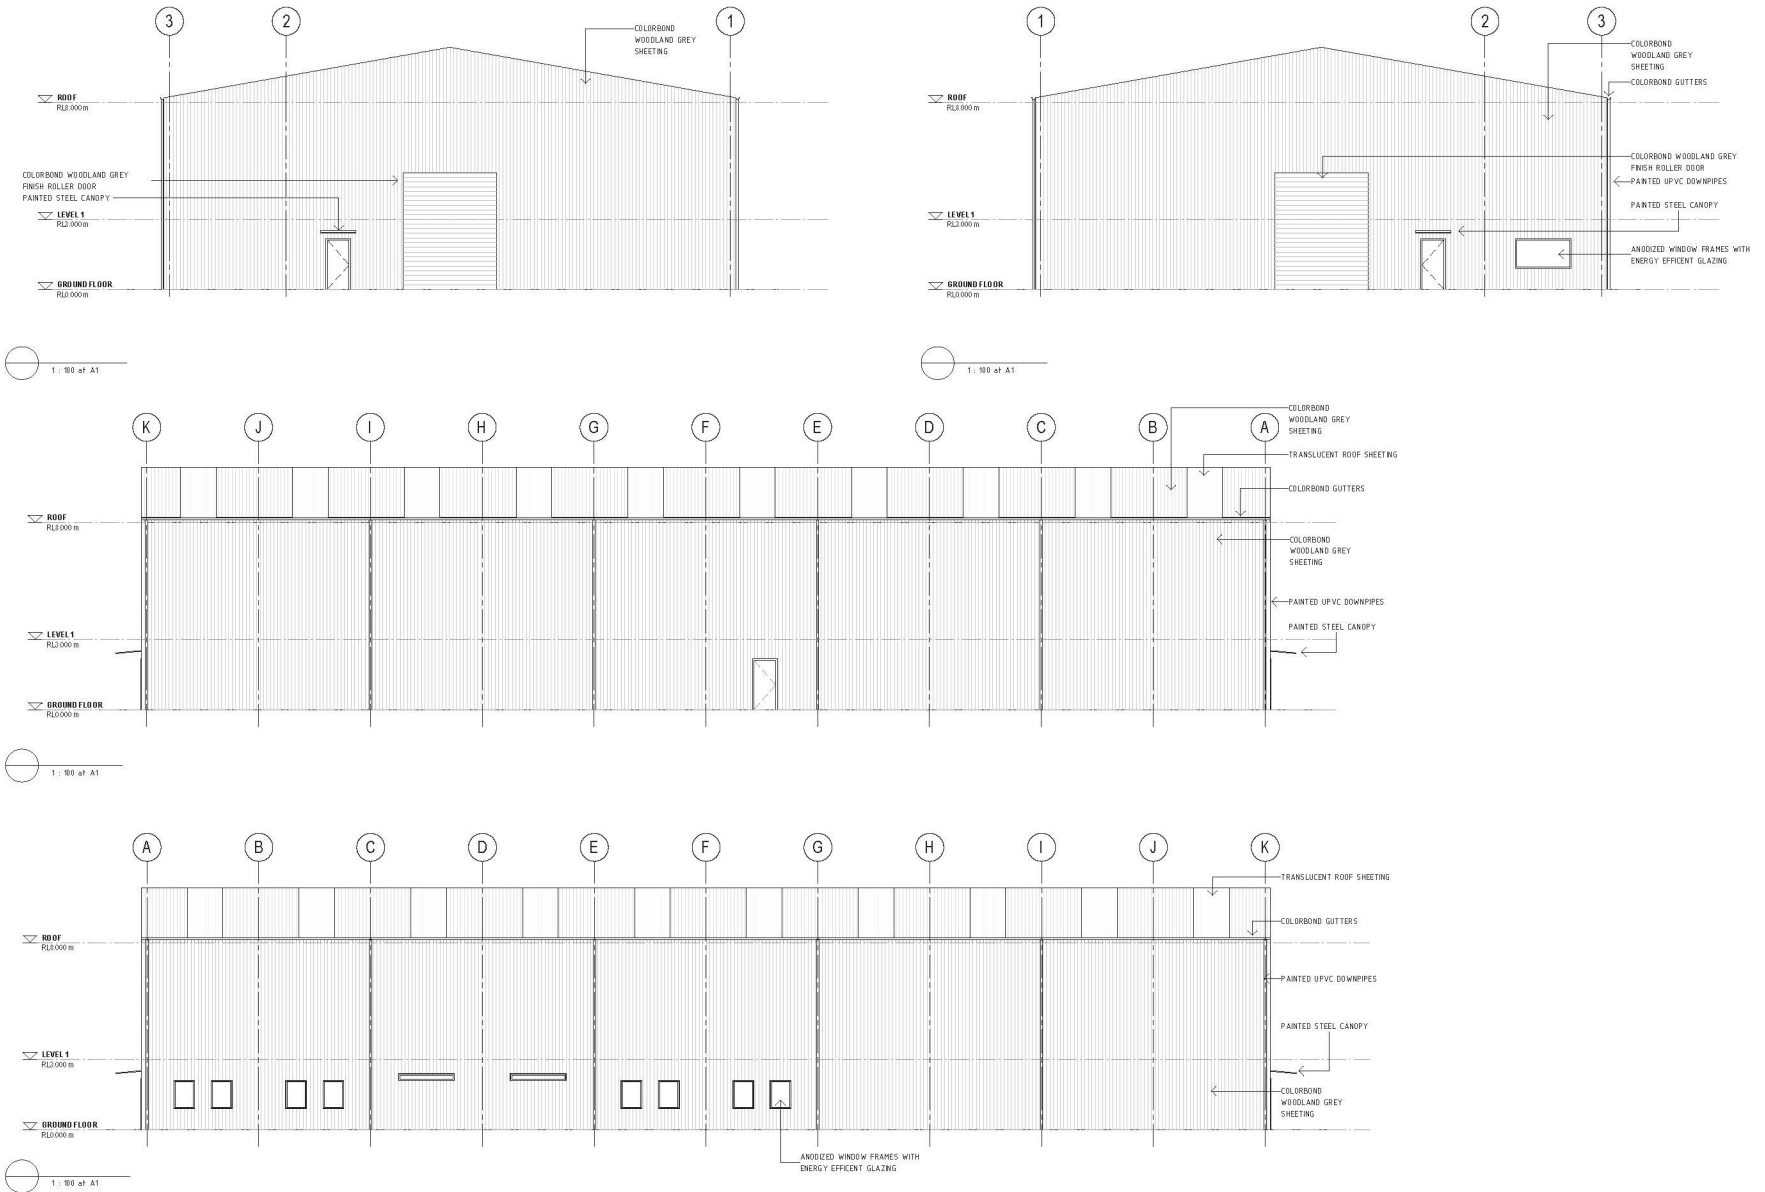 3
2
1
COLORBOND
WOODLAND GREY
SHEETING
ROOF
RL8.000 m
COLORBOND WOODLAND GREY
FINISH ROLLER DOOR
PAINTED STEEL CANOPY
LEVEL 1
RL3.000 m
GROUND FLOOR
RL0.000 m
1 : 100 at A1
1
2
3
COLORBOND
WOODLAND GREY
SHEETING
COLORBOND GUTTERS
ROOF
RL8.000 m
COLORBOND WOODLAND GREY
FINISH ROLLER DOOR
PAINTED UPVC DOWNPIPES
PAINTED STEEL CANOPY
LEVEL 1
RL3.000 m
ANODIZED WINDOW FRAMES WITH
ENERGY EFFICENT GLAZING
GROUND FLOOR
RL0.000 m
1 : 100 at A1
K
J
I
H
G
F
E
D
C
B
A
COLORBOND
WOODLAND GREY
SHEETING
TRANSLUCENT ROOF SHEETING
COLORBOND GUTTERS
ROOF
RL8.000 m
COLORBOND
WOODLAND GREY
SHEETING
PAINTED UPVC DOWNPIPES
PAINTED STEEL CANOPY
LEVEL 1
RL3.000 m
GROUND FLOOR
RL0.000 m
1 : 100 at A1
A
B
C
D
E
F
G
H
I
J
K
TRANSLUCENT ROOF SHEETING
COLORBOND GUTTERS
ROOF
RL8.000 m
PAINTED UPVC DOWNPIPES
PAINTED STEEL CANOPY
LEVEL 1
RL3.000 m
COLORBOND
WOODLAND GREY
SHEETING
GROUND FLOOR
RL0.000 m
ANODIZED WINDOW FRAMES WITH
ENERGY EFFICENT GLAZING
1 : 100 at A1